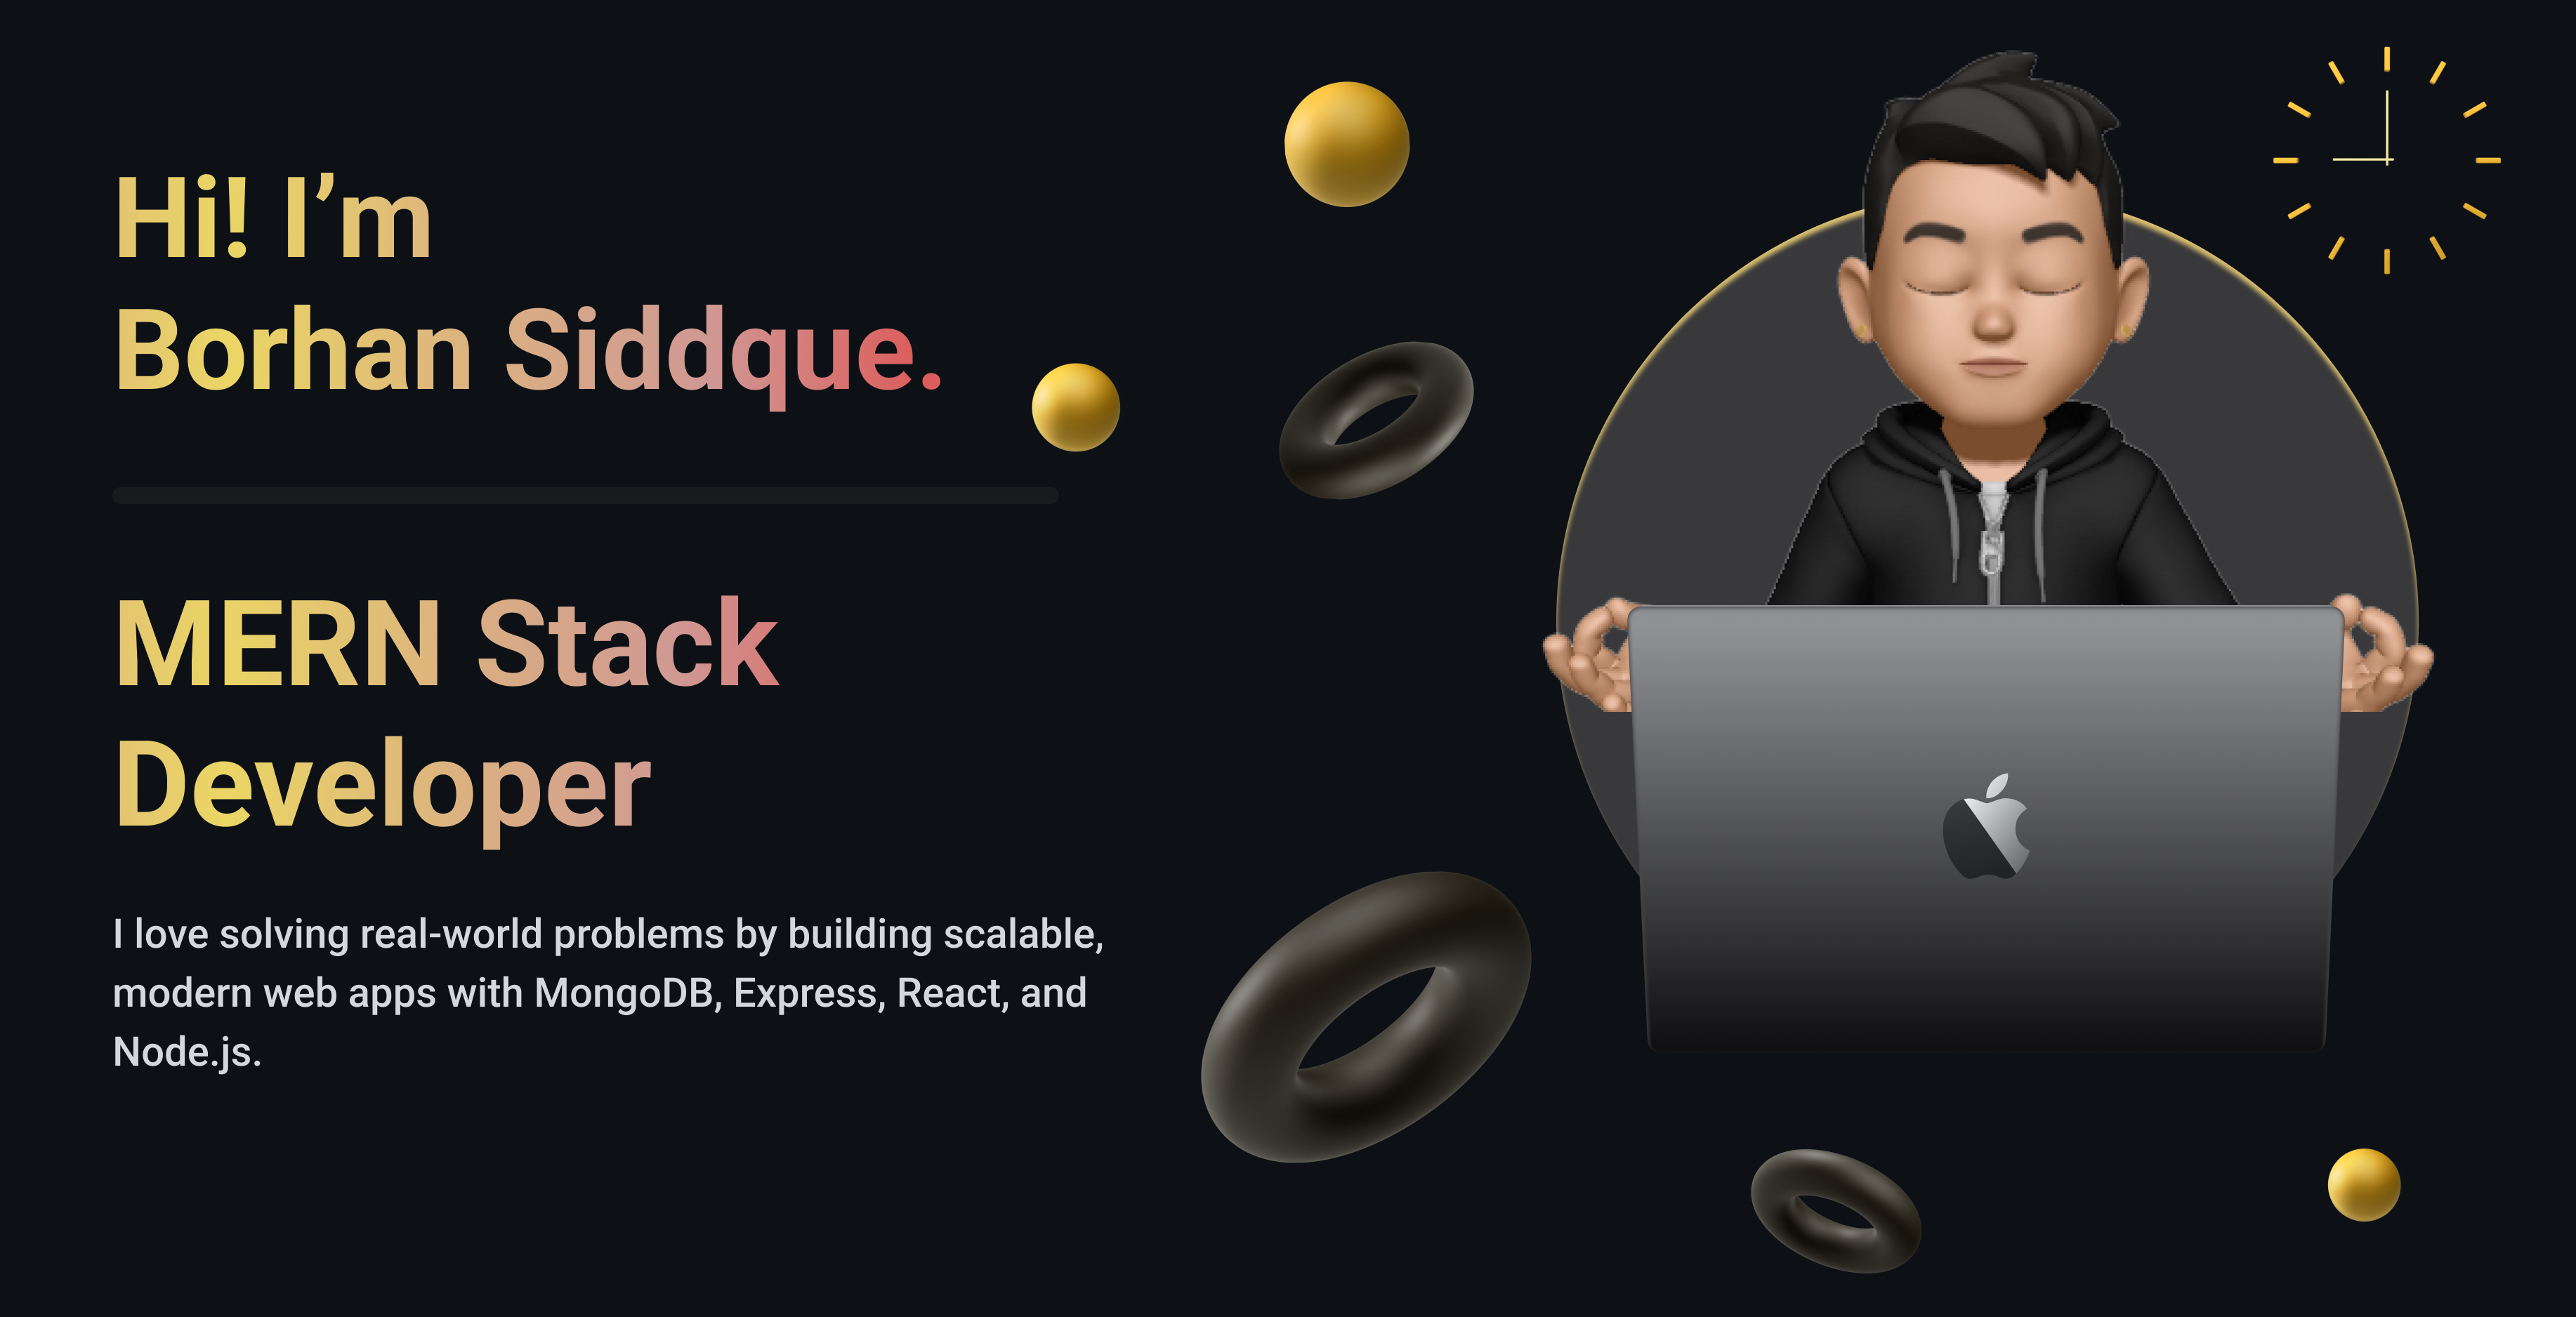 Hi! I’m
Borhan Siddque.
MERN Stack
Developer
I love solving real-world problems by building scalable,
modern web apps with MongoDB, Express, React, and
Node.js.